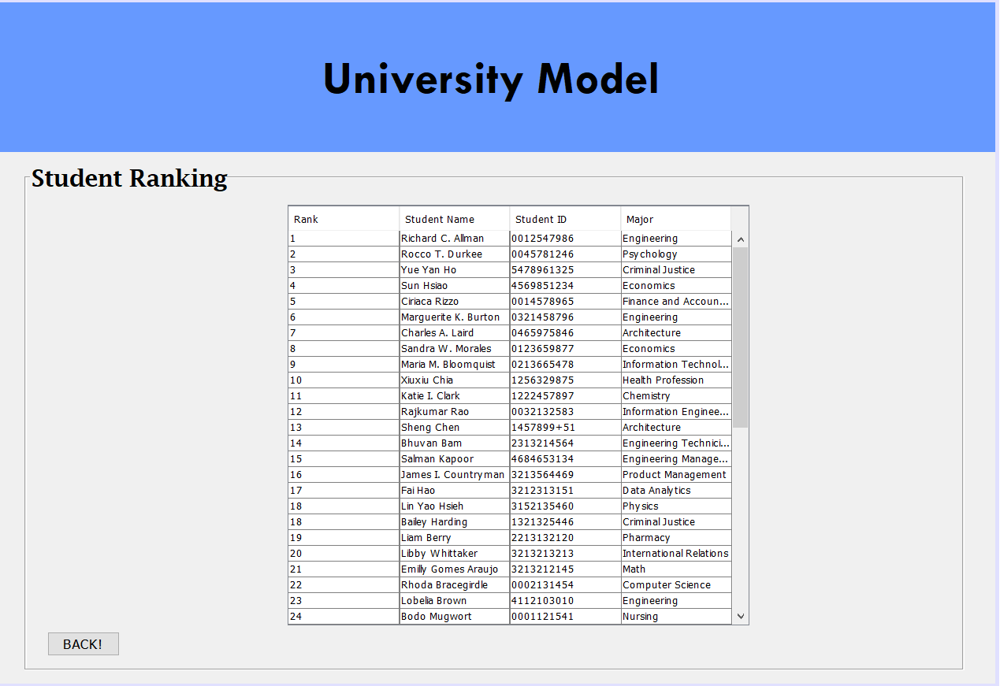 University Model
Student Ranking
Rank Student Name Student ID Major
1 Richard C. Allman 0012547986 Engineering
2 Rocco T. Durkee 0045781246 Psychology
3 Yue Yan Ho 5478961325 Criminal Justice
4 Sun Hsiao 4569851234 Economics
5 Ciriaca Rizzo 0014578965 Finance and Accoun...
6 Marguerite K. Burton 0321458796 Engineering
7 Charles A. Laird 0465975846 Architecture
8 Sandra W. Morales 0123659877 Economics
9 Maria M. Bloomquist 0213665478 Information Technol...
10 Xiuxiu Chia 1256329875 Health Profession
11 Katie I. Clark 1222457897 Chemistry
12 Rajkumar Rao 0032132583 Information Enginee...
13 Sheng Chen 1457899+51 Architecture
14 Bhuvan Bam 2313214564 Engineering Technici...
15 Salman Kapoor 4684653134 Engineering Manage...
16 James I. Countryman 3213564469 Product Management
17 Fai Hao 3212313151 Data Analytics
18 Lin Yao Hsieh 3152135460 Physics
18 Bailey Harding 1321325446 Criminal Justice
19 Liam Berry 2213132120 Pharmacy
20 Libby Whittaker 3213213213 International Relations
21 Emilly Gomes Araujo 3213212145 Math
22 Rhoda Bracegirdle 0002131454 Computer Science
23 Lobelia Brown 4112103010 Engineering
24 Bodo Mugwort 0001121541 Nursing
BACK!